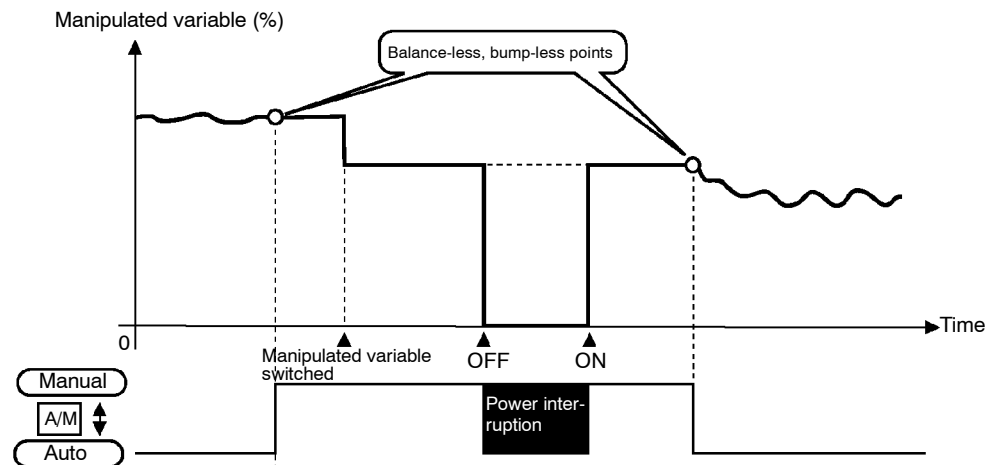 Manipulated variable (%)
Balance-less, bump-less points
Time
0
Manipulated variable
switched
OFF
ON
Manual
A/M
Auto
Power inter-
ruption